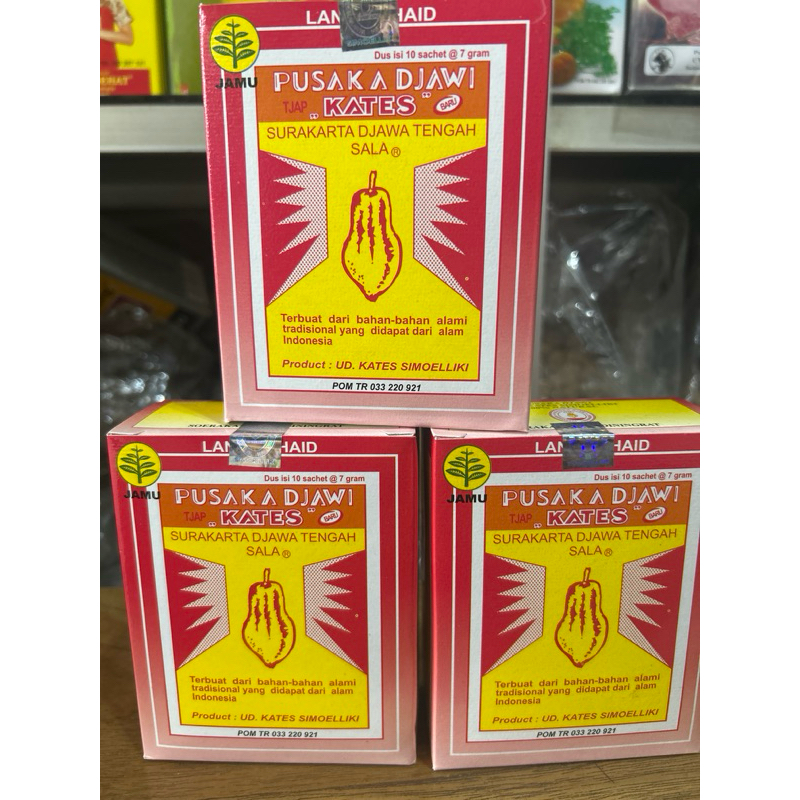 LAN HAID
JAMU
Dus isi 10 sachet @ 7 gram
PUSAKA DJAWI
TJAP „KATES" BARU
SURAKARTA DJAWA TENGAH
SALA ®
Terbuat dari bahan-bahan alami
tradisional yang didapat dari alam
Indonesia
Product : UD. KATES SIMOELLIKI
POM TR 033 220 921
LAN HAID
JAMU
Dus isi 10 sachet @ 7 gram
PUSAKA DJAWI
TJAP „KATES" BARU
SURAKARTA DJAWA TENGAH
SALA ®
Terbuat dari bahan-bahan alami
tradisional yang didapat dari alam
Indonesia
Product : UD. KATES SIMOELLIKI
POM TR 033 220 921
LAN HAID
JAMU
Dus isi 10 sachet @ 7 gram
PUSAKA DJAWI
TJAP „KATES" BARU
SURAKARTA DJAWA TENGAH
SALA ®
Terbuat dari bahan-bahan alami
tradisional yang didapat dari alam
Indonesia
Product : UD. KATES SIMOELLIKI
POM TR 033 220 921